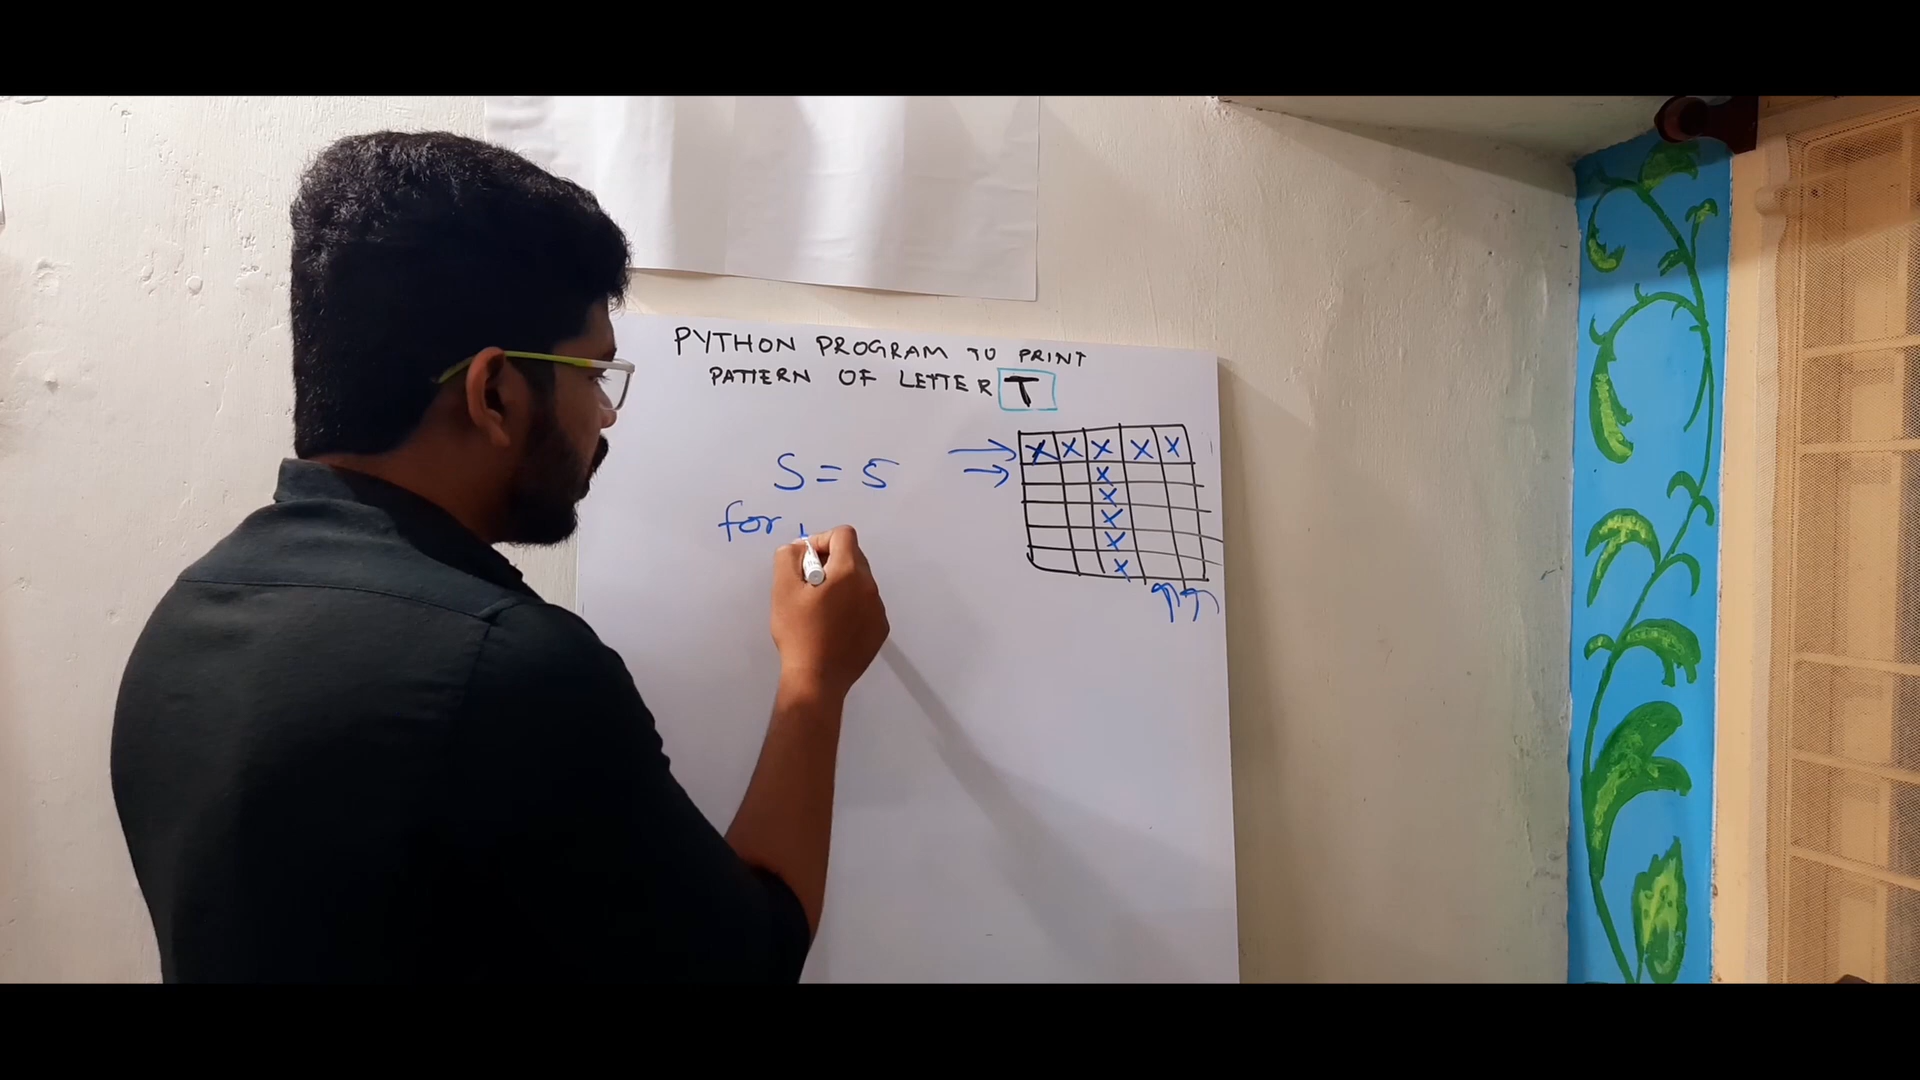 PYTHON PROGRAM TO PRINT
PATTERN OF LETTER T
S = 5
for
X X X X X
X
X
X
X
X